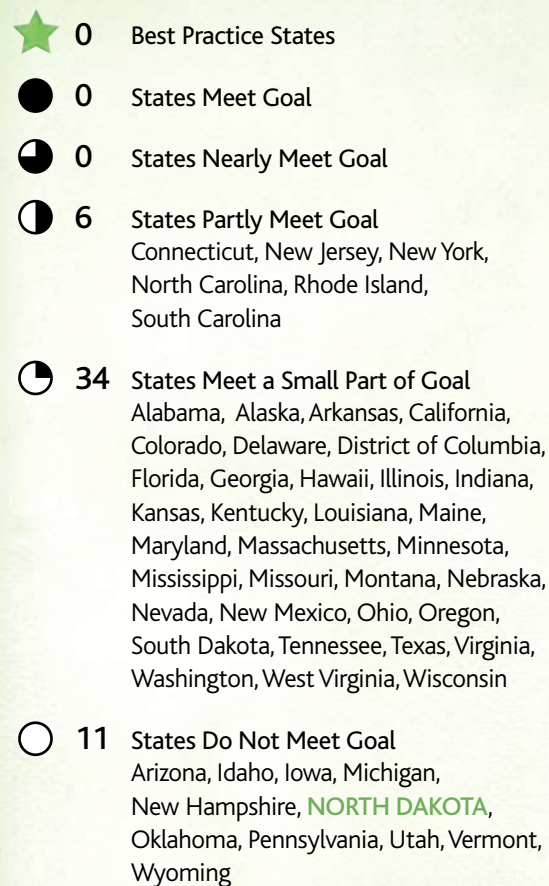 0 Best Practice States
0 States Meet Goal
0 States Nearly Meet Goal
6 States Partly Meet Goal
Connecticut, New Jersey, New York,
North Carolina, Rhode Island,
South Carolina
34 States Meet a Small Part of Goal
Alabama, Alaska, Arkansas, California,
Colorado, Delaware, District of Columbia,
Florida, Georgia, Hawaii, Illinois, Indiana,
Kansas, Kentucky, Louisiana, Maine,
Maryland, Massachusetts, Minnesota,
Mississippi, Missouri, Montana, Nebraska,
Nevada, New Mexico, Ohio, Oregon,
South Dakota, Tennessee, Texas, Virginia,
Washington, West Virginia, Wisconsin
11 States Do Not Meet Goal
Arizona, Idaho, Iowa, Michigan,
New Hampshire, NORTH DAKOTA,
Oklahoma, Pennsylvania, Utah, Vermont,
Wyoming